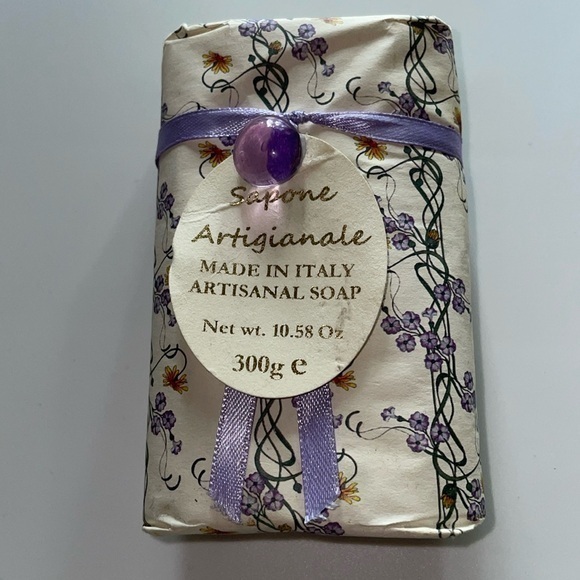 Sapone
Artigianale
MADE IN ITALY
ARTISANAL SOAP
Net wt. 10.58 Oz
300g e